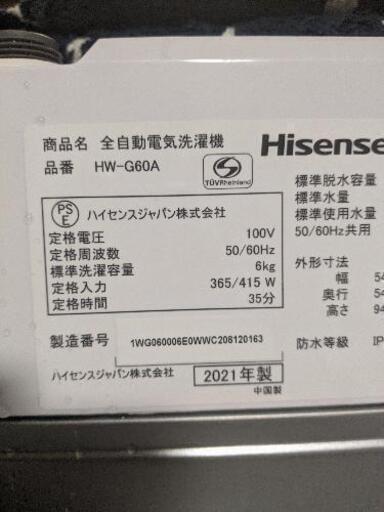 商品名 全自動電気洗濯機
Hisense
品番 HW-G60A
TÜVRheinland
PS
E
ハイセンスジャパン株式会社
定格電圧 100V
定格周波数 50/60Hz
標準洗濯容量 6kg
定格入力 365/415 W
定格時間 35分
製造番号 1WG060006E0WWC208120163
ハイセンスジャパン株式会社
2021年製
中国製
標準脱水容量
標準水量
標準使用水量
50/60Hz共用
外形寸法
幅 54
奥行 54
高さ 94
防水等級 IP